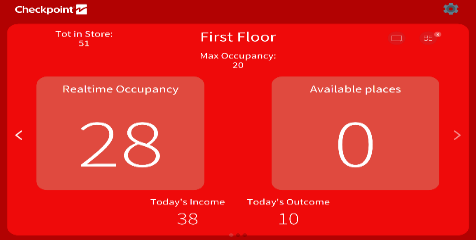 Checkpoint
Tot in Store:
51
First Floor
Max Occupancy:
20
Realtime Occupancy
28
Available places
0
Today's Income
38
Today's Outcome
10